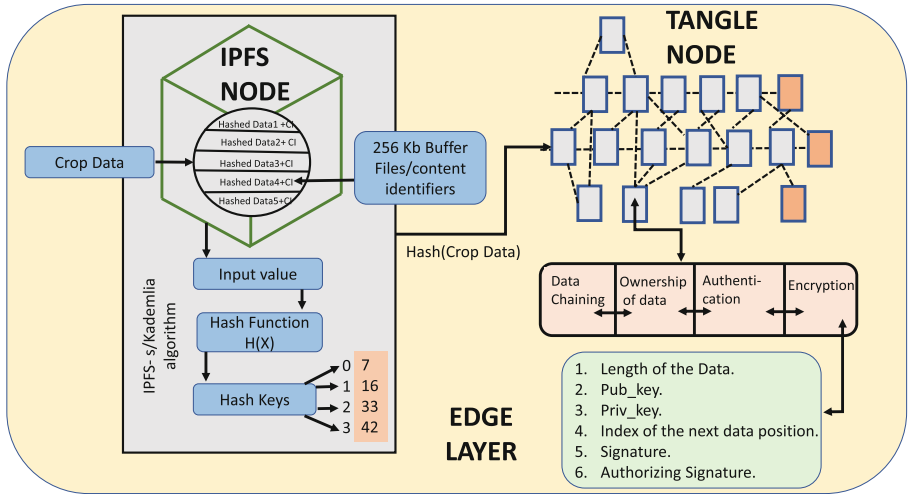 IPFS
NODE
Hashed Data1 +CI
Hashed Data2+ CI
Hashed Data3+CI
Hashed Data4+CI
Hashed Data5+CI
Crop Data
256 Kb Buffer
Files/content
identifiers
Input value
Hash Function
H(X)
Hash Keys
0 7
1 16
2 33
3 42
IPFS- s/Kademlia
algorithm
Hash(Crop Data)
TANGLE
NODE
Data
Chaining
Ownership
of data
Authenti-
cation
Encryption
1. Length of the Data.
2. Pub_key.
3. Priv_key.
4. Index of the next data position.
5. Signature.
6. Authorizing Signature.
EDGE
LAYER